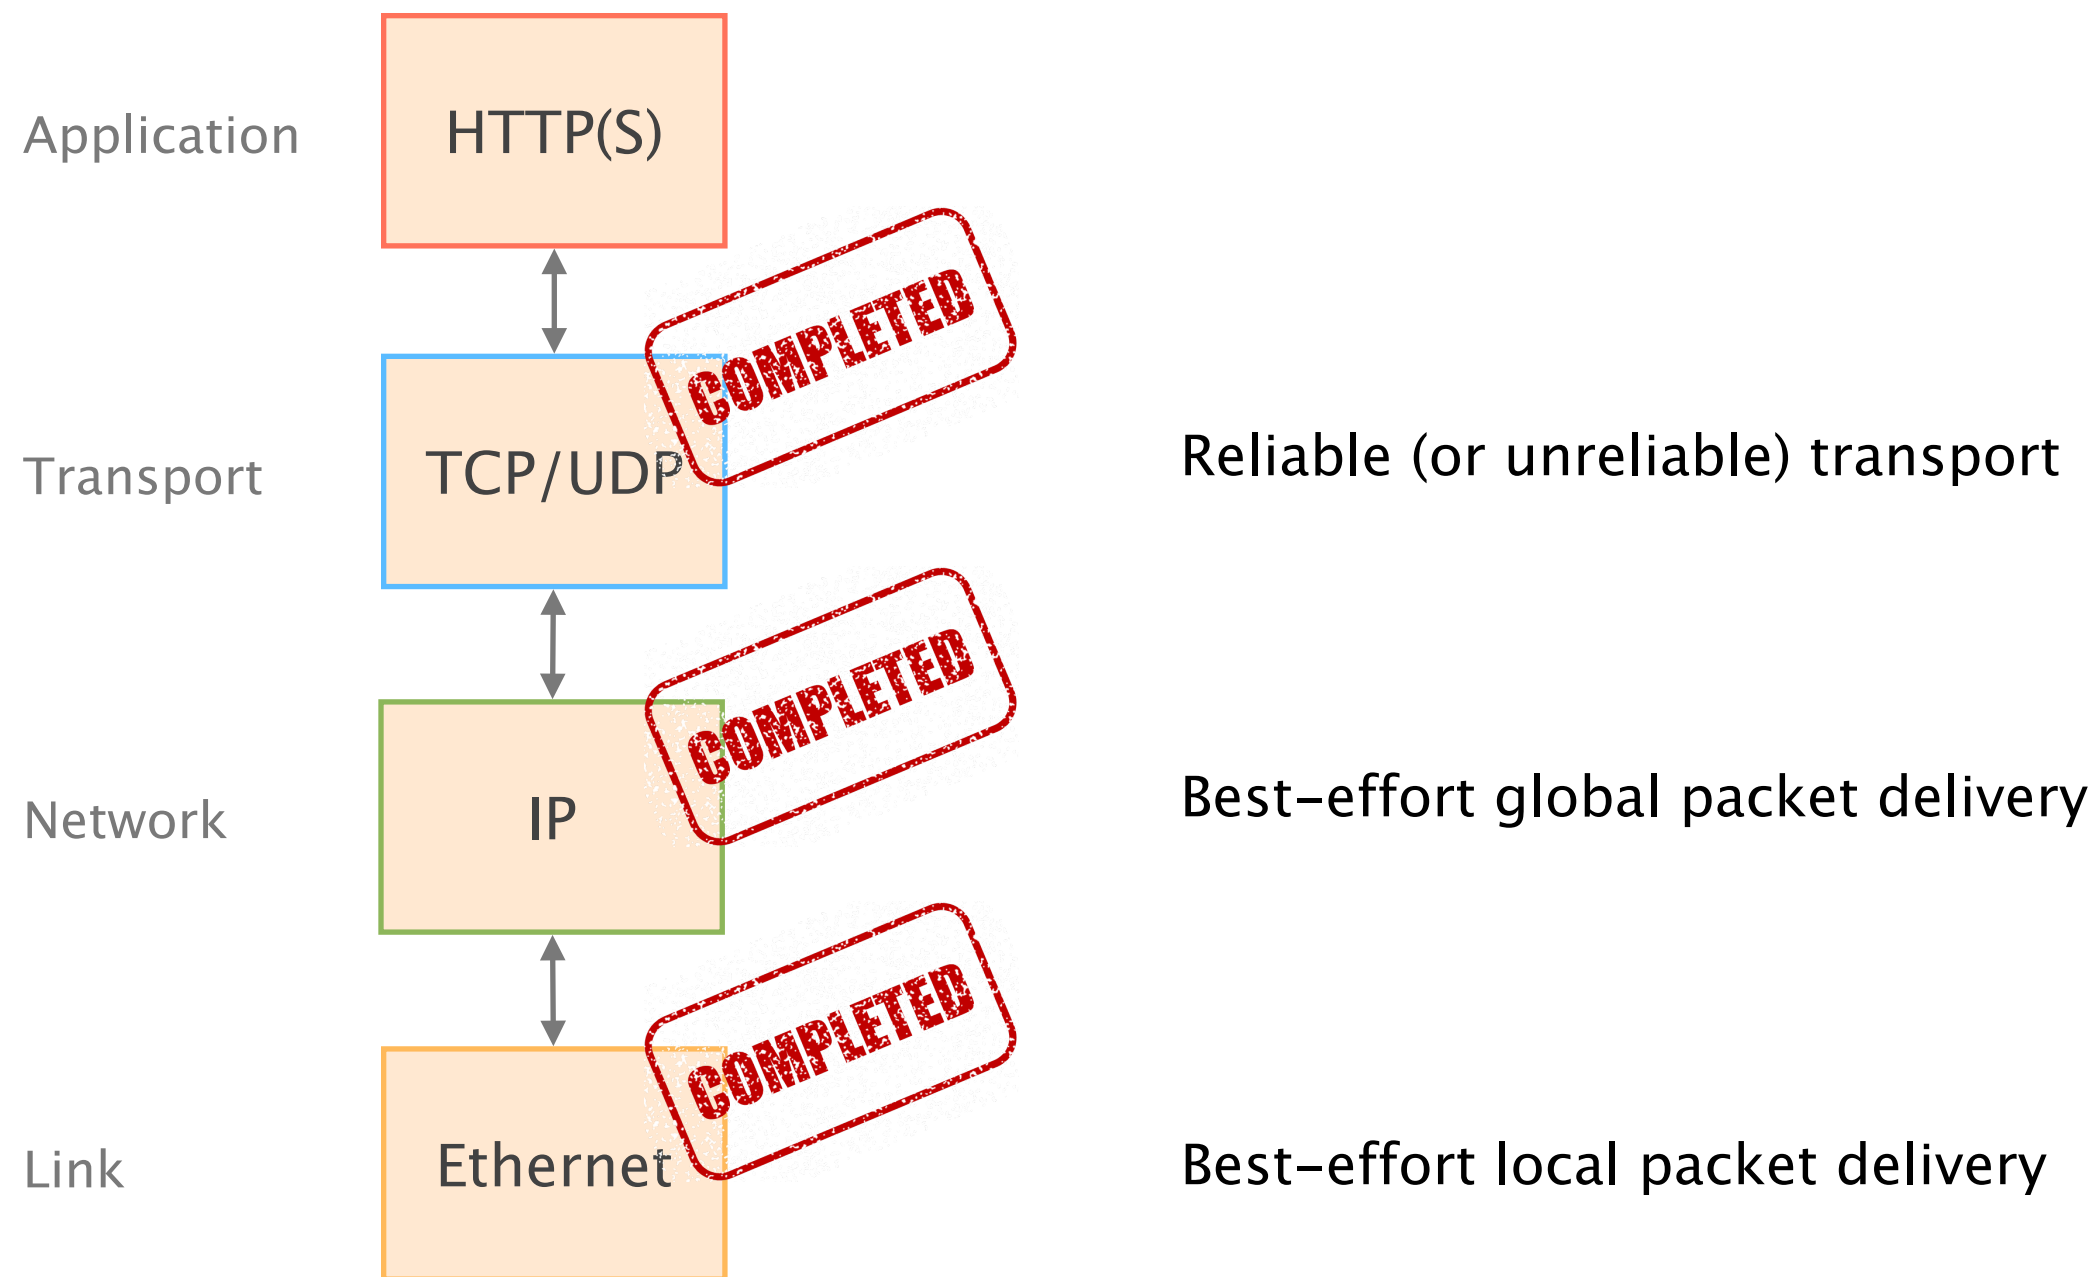 Application
HTTP(S)
COMPLETED
Transport
TCP/UDP
Reliable (or unreliable) transport
COMPLETED
Network
IP
Best-effort global packet delivery
COMPLETED
Link
Ethernet
Best-effort local packet delivery